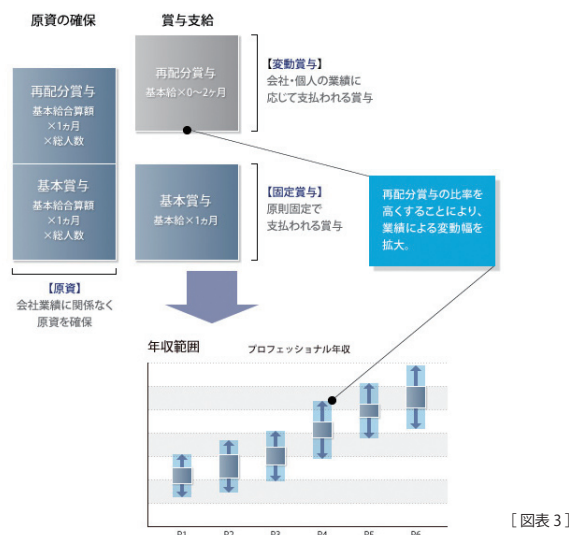 原資の確保
賞与支給
再配分賞与
基本給合算額
×1ヵ月
×総人数
基本賞与
基本給合算額
×1ヵ月
×総人数
【原資】
会社業績に関係なく
原資を確保
再配分賞与
基本給×0〜2ヶ月
【変動賞与】
会社・個人の業績に
応じて支払われる賞与
基本賞与
基本給×1ヵ月
【固定賞与】
原則固定で
支払われる賞与
再配分賞与の比率を
高くすることにより、
業績による変動幅を
拡大。
年収範囲
プロフェッショナル年収
P1 P2 P3 P4 P5 P6
[図表3]